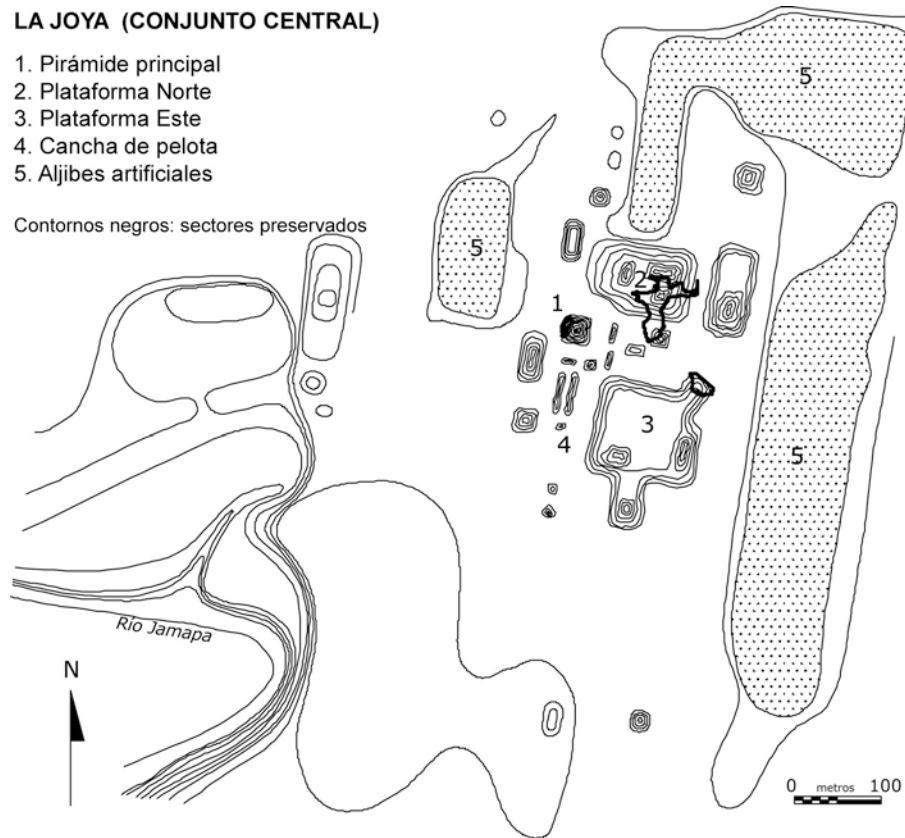 LA JOYA (CONJUNTO CENTRAL)
1. Pirámide principal
2. Plataforma Norte
3. Plataforma Este
4. Cancha de pelota
5. Aljibes artificiales
Contornos negros: sectores preservados
5
5
2
1
3
4
5
Río Jamapa
N
0 metros 100